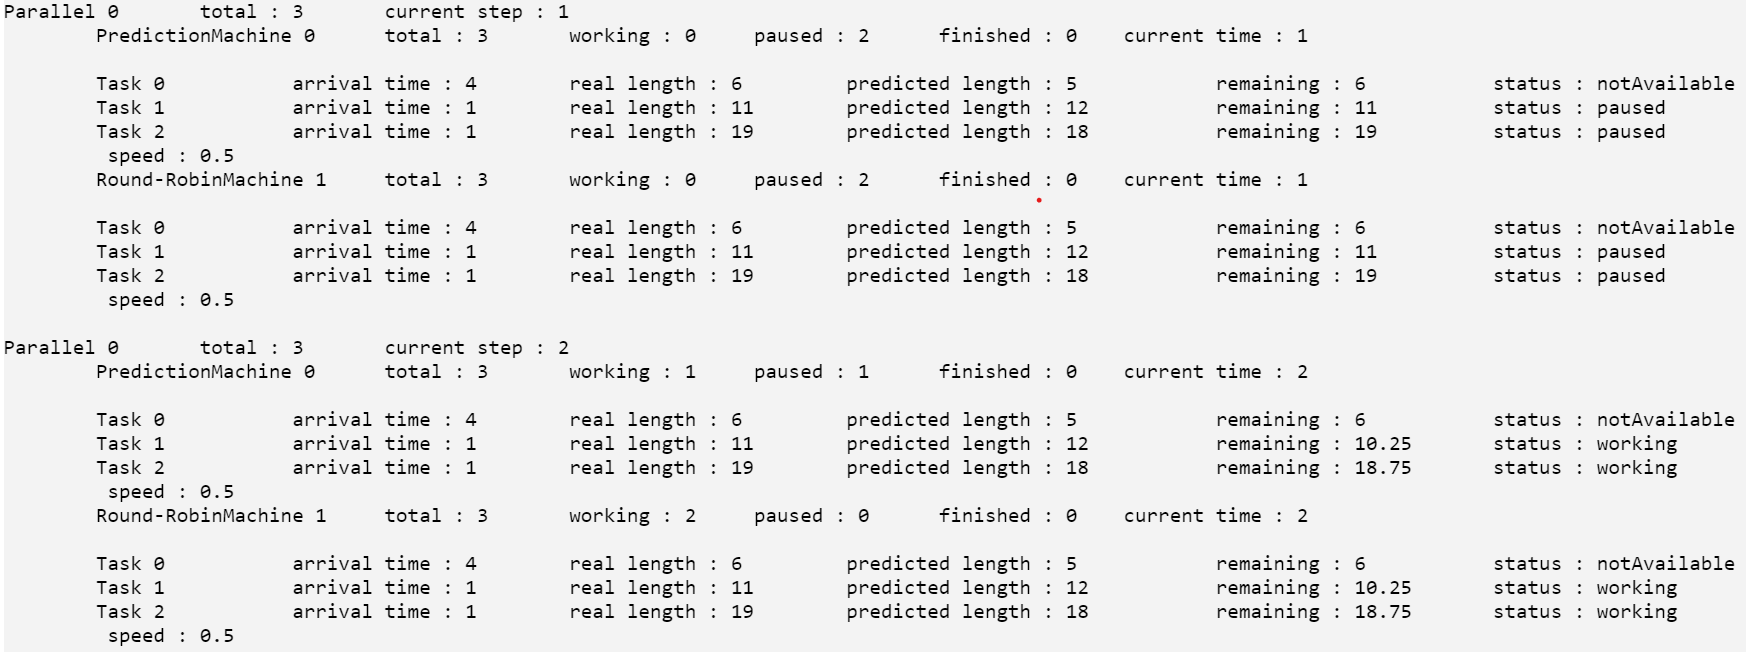 Parallel 0 total : 3 current step : 1
PredictionMachine 0 total : 3 working : 0 paused : 2 finished : 0 current time : 1
Task 0 arrival time : 4 real length : 6 predicted length : 5 remaining : 6 status : notAvailable
Task 1 arrival time : 1 real length : 11 predicted length : 12 remaining : 11 status : paused
Task 2 arrival time : 1 real length : 19 predicted length : 18 remaining : 19 status : paused
speed : 0.5
Round-RobinMachine 1 total : 3 working : 0 paused : 2 finished : 0 current time : 1
Task 0 arrival time : 4 real length : 6 predicted length : 5 remaining : 6 status : notAvailable
Task 1 arrival time : 1 real length : 11 predicted length : 12 remaining : 11 status : paused
Task 2 arrival time : 1 real length : 19 predicted length : 18 remaining : 19 status : paused
speed : 0.5
Parallel 0 total : 3 current step : 2
PredictionMachine 0 total : 3 working : 1 paused : 1 finished : 0 current time : 2
Task 0 arrival time : 4 real length : 6 predicted length : 5 remaining : 6 status : notAvailable
Task 1 arrival time : 1 real length : 11 predicted length : 12 remaining : 10.25 status : working
Task 2 arrival time : 1 real length : 19 predicted length : 18 remaining : 18.75 status : working
speed : 0.5
Round-RobinMachine 1 total : 3 working : 2 paused : 0 finished : 0 current time : 2
Task 0 arrival time : 4 real length : 6 predicted length : 5 remaining : 6 status : notAvailable
Task 1 arrival time : 1 real length : 11 predicted length : 12 remaining : 10.25 status : working
Task 2 arrival time : 1 real length : 19 predicted length : 18 remaining : 18.75 status : working
speed : 0.5